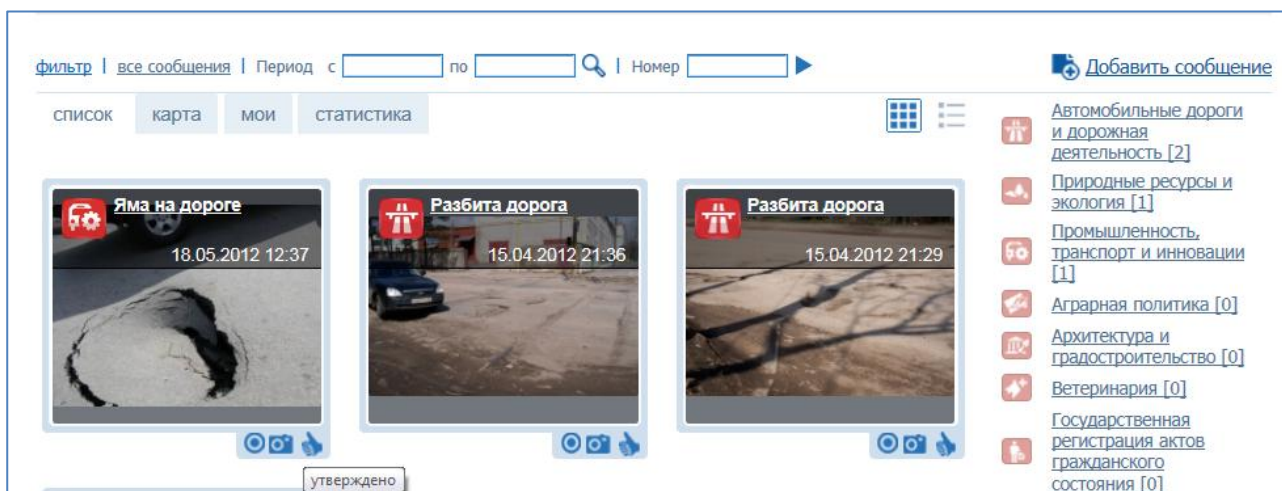 фильтр | все сообщения | Период с по | Номер
Добавить сообщение
список карта мои статистика
Яма на дороге
18.05.2012 12:37
Разбита дорога
15.04.2012 21:36
Разбита дорога
15.04.2012 21:29
утверждено
Автомобильные дороги
и дорожная
деятельность [2]
Природные ресурсы и
экология [1]
Промышленность,
транспорт и инновации
[1]
Аграрная политика [0]
Архитектура и
градостроительство [0]
Ветеринария [0]
Государственная
регистрация актов
гражданского
состояния [0]